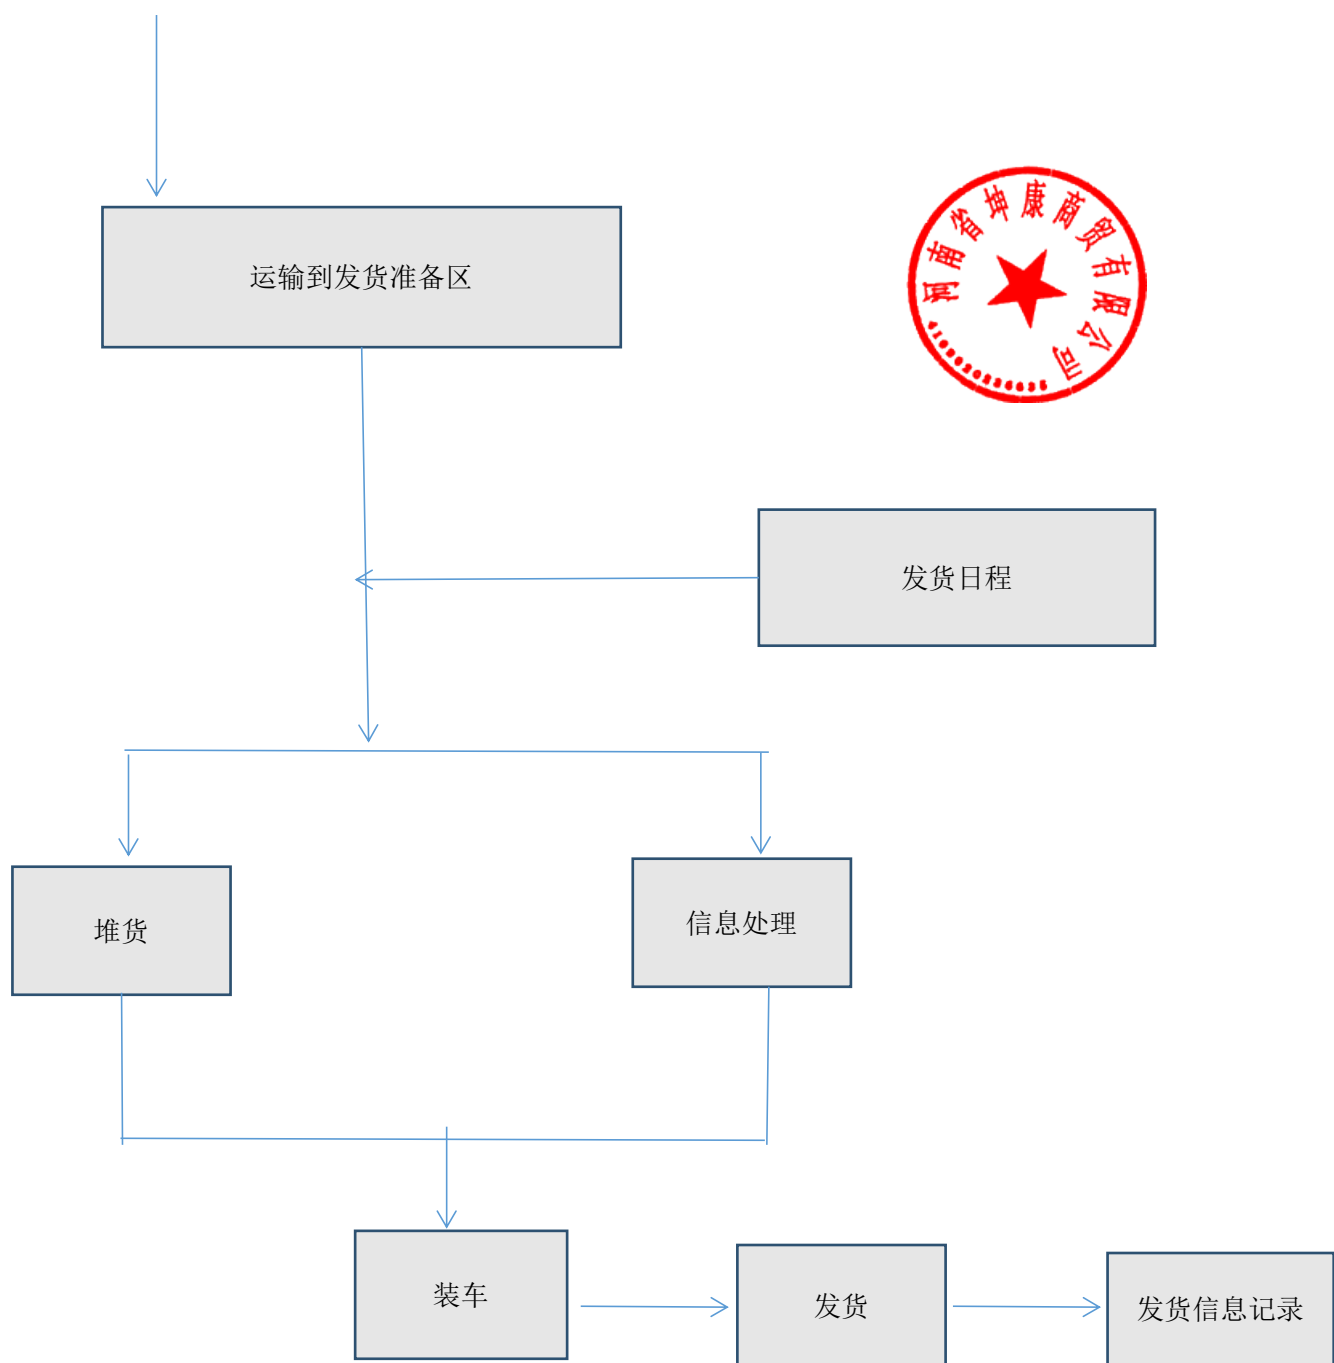 运输到发货准备区
河南省坤康商贸有限公司
发货日程
堆货
信息处理
装车
发货
发货信息记录